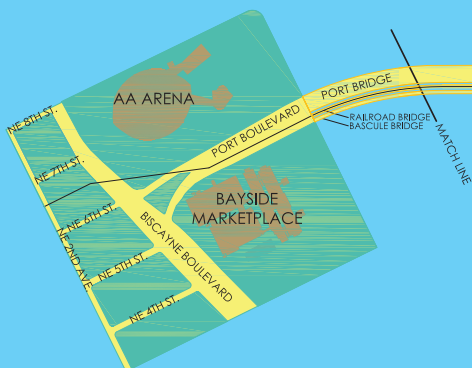 AA ARENA
PORT BRIDGE
PORT BOULEVARD
RAILROAD BRIDGE
BASCULE BRIDGE
MATCH LINE
NE 8TH ST.
NE 7TH ST.
NE 6TH ST.
NE 5TH ST.
NE 4TH ST.
NE 2ND AVE
BISCAYNE BOULEVARD
BAYSIDE
MARKETPLACE